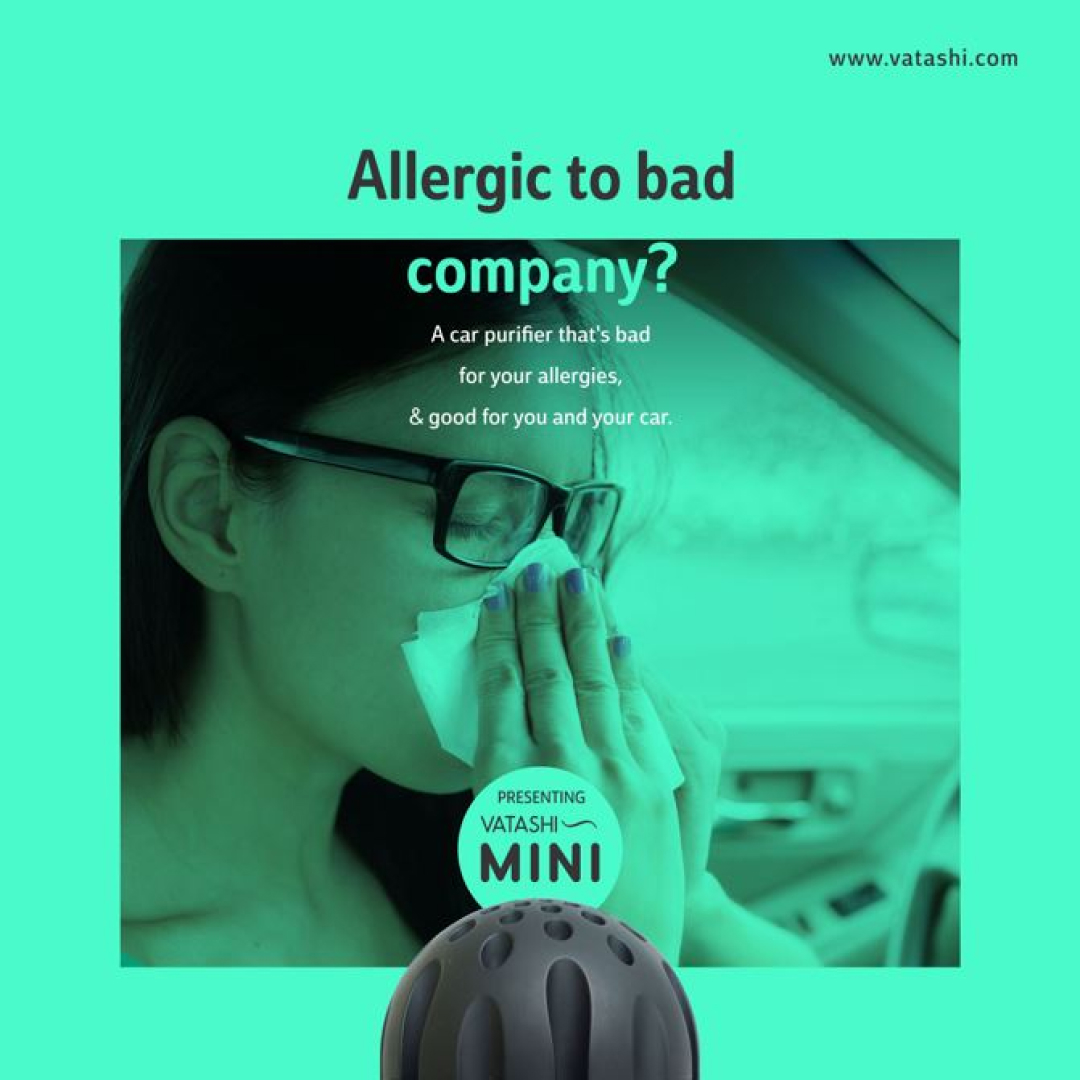 www.vatashi.com
Allergic to bad
company?
A car purifier that's bad
for your allergies,
& good for you and your car.
PRESENTING
VATASHI
MINI